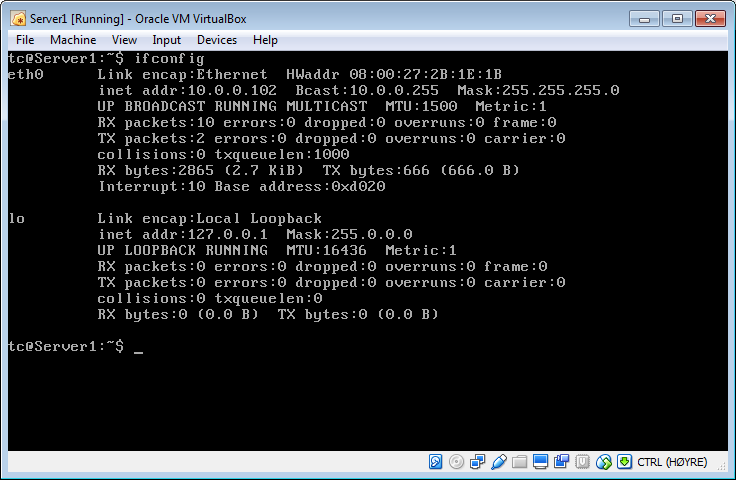 Server1 [Running] - Oracle VM VirtualBox
File Machine View Input Devices Help
tc@Server1:~$ ifconfig
eth0 Link encap:Ethernet HWaddr 08:00:27:2B:1E:1B
inet addr:10.0.0.102 Bcast:10.0.0.255 Mask:255.255.255.0
UP BROADCAST RUNNING MULTICAST MTU:1500 Metric:1
RX packets:10 errors:0 dropped:0 overruns:0 frame:0
TX packets:2 errors:0 dropped:0 overruns:0 carrier:0
collisions:0 txqueuelen:1000
RX bytes:2865 (2.7 KiB) TX bytes:666 (666.0 B)
Interrupt:10 Base address:0xd020
lo Link encap:Local Loopback
inet addr:127.0.0.1 Mask:255.0.0.0
UP LOOPBACK RUNNING MTU:16436 Metric:1
RX packets:0 errors:0 dropped:0 overruns:0 frame:0
TX packets:0 errors:0 dropped:0 overruns:0 carrier:0
collisions:0 txqueuelen:0
RX bytes:0 (0.0 B) TX bytes:0 (0.0 B)
tc@Server1:~$ _
CTRL (HØYRE)